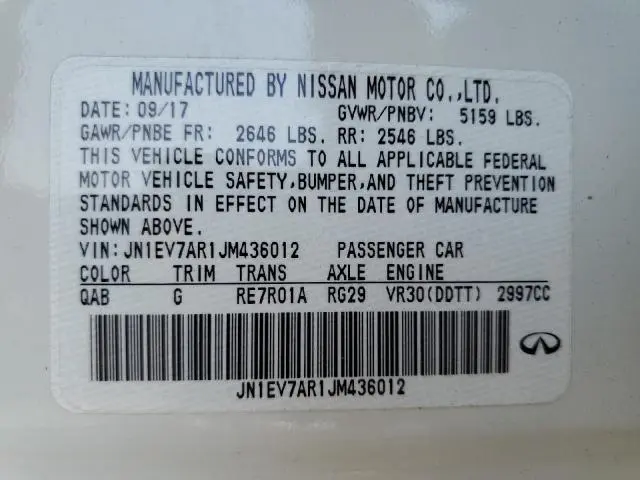 MANUFACTURED BY NISSAN MOTOR CO.,LTD.
DATE: 09/17 GVWR/PNBV: 5159 LBS.
GAWR/PNBE FR: 2646 LBS. RR: 2546 LBS.
THIS VEHICLE CONFORMS TO ALL APPLICABLE FEDERAL
MOTOR VEHICLE SAFETY,BUMPER,AND THEFT PREVENTION
STANDARDS IN EFFECT ON THE DATE OF MANUFACTURE
SHOWN ABOVE.
VIN:JN1EV7AR1JM436012 PASSENGER CAR
COLOR TRIM TRANS AXLE ENGINE
QAB G RE7R01A RG29 VR30(DDTT) 2997CC
JN1EV7AR1JM436012